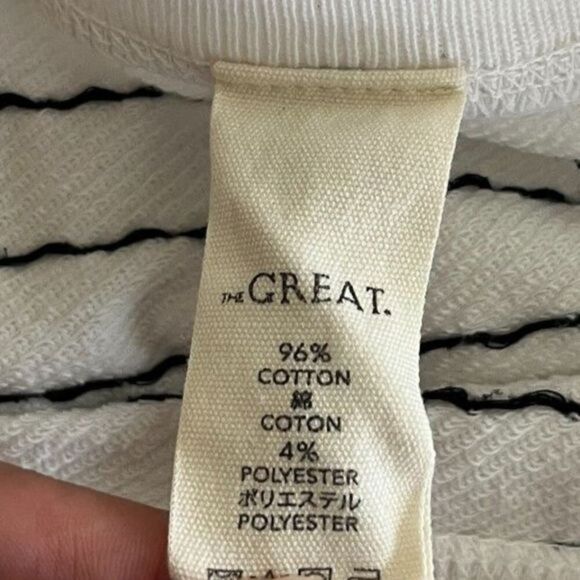 THE GREAT.
96%
COTTON
綿
COTON
4%
POLYESTER
ポリエステル
POLYESTER